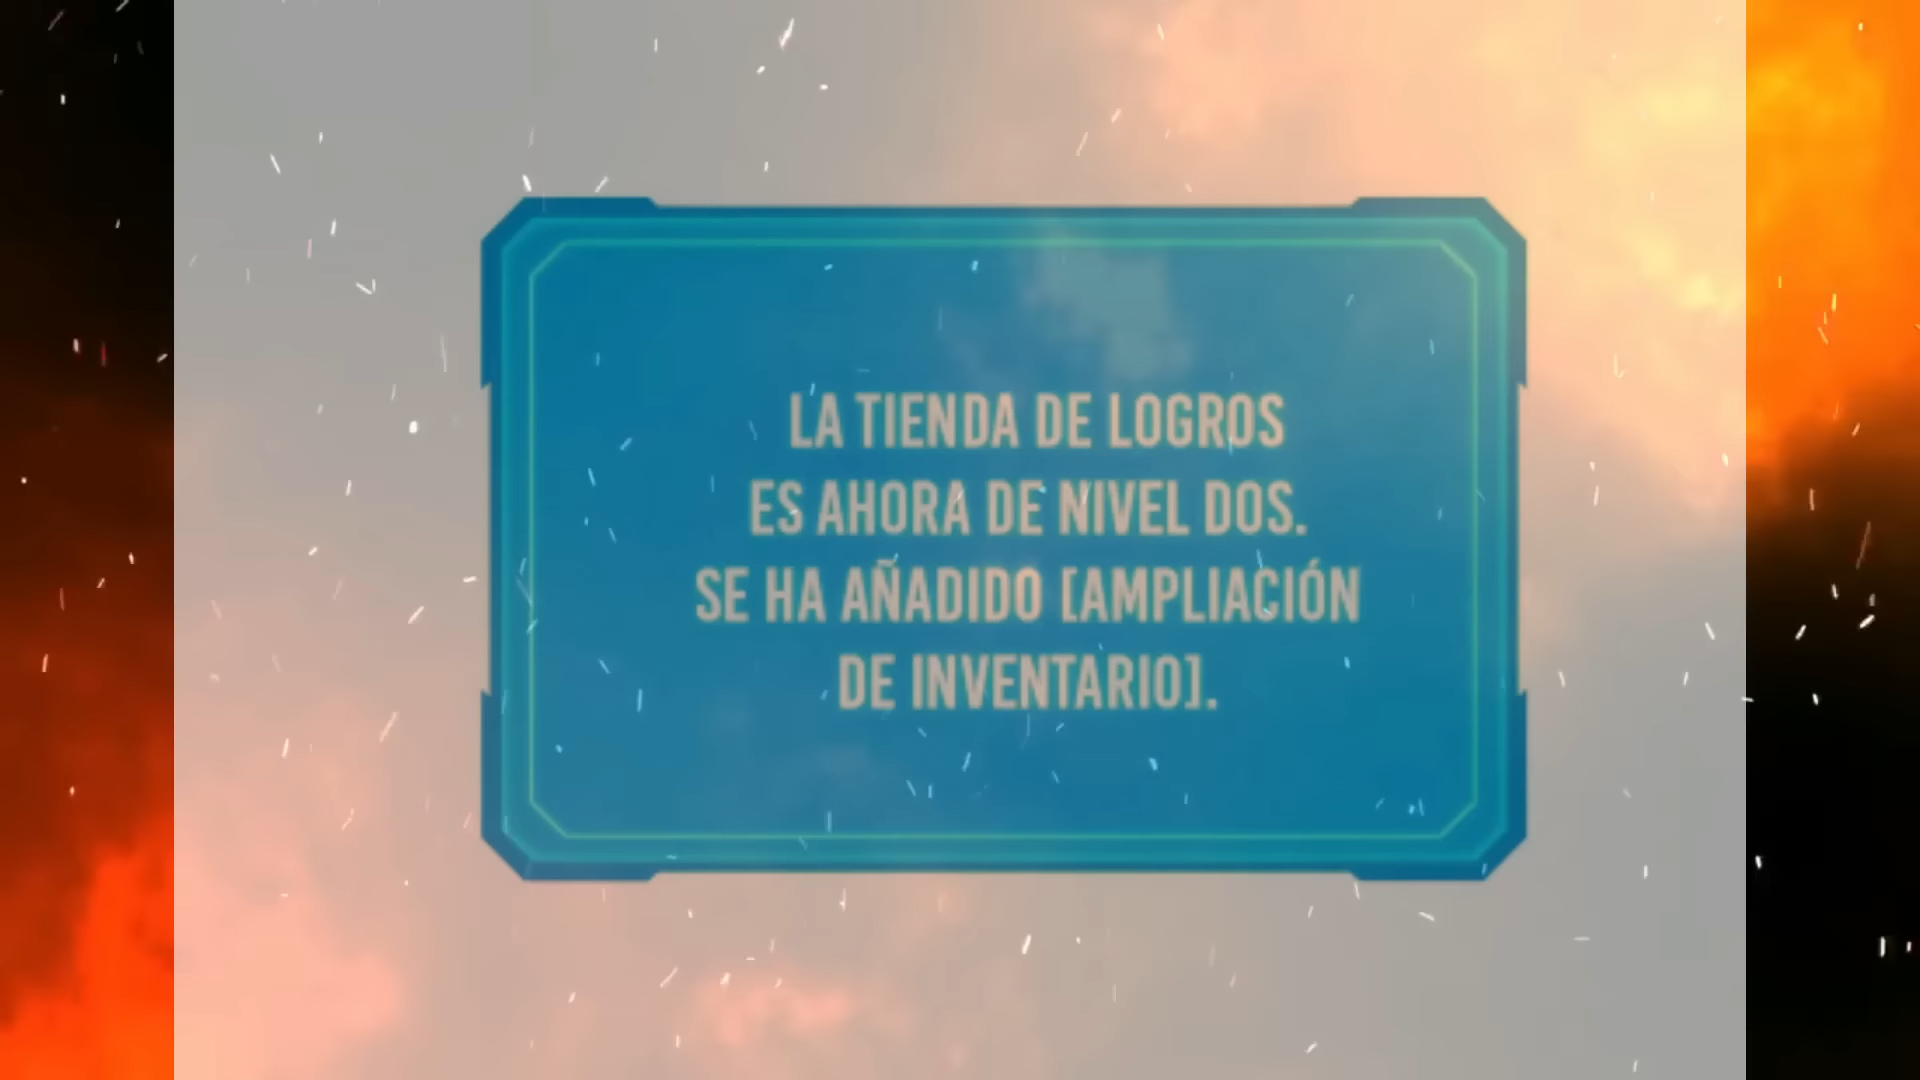 LA TIENDA DE LOGROS
ES AHORA DE NIVEL DOS.
SE HA AÑADIDO [AMPLIACIÓN
DE INVENTARIO].